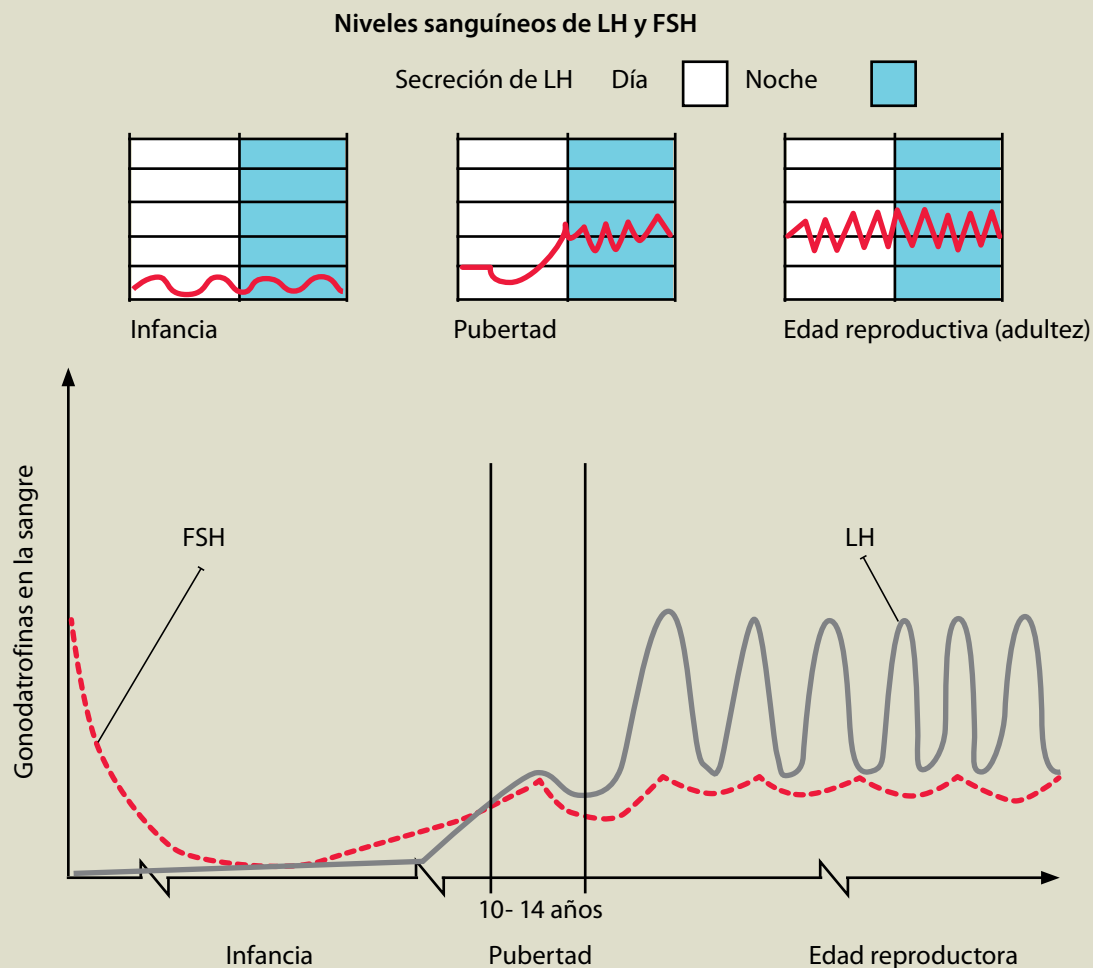 Niveles sanguíneos de LH y FSH
Secreción de LH Día Noche
Infancia
Pubertad
Edad reproductiva (adultez)
Gonodatrofinas en la sangre
FSH
LH
10- 14 años
Infancia
Pubertad
Edad reproductora